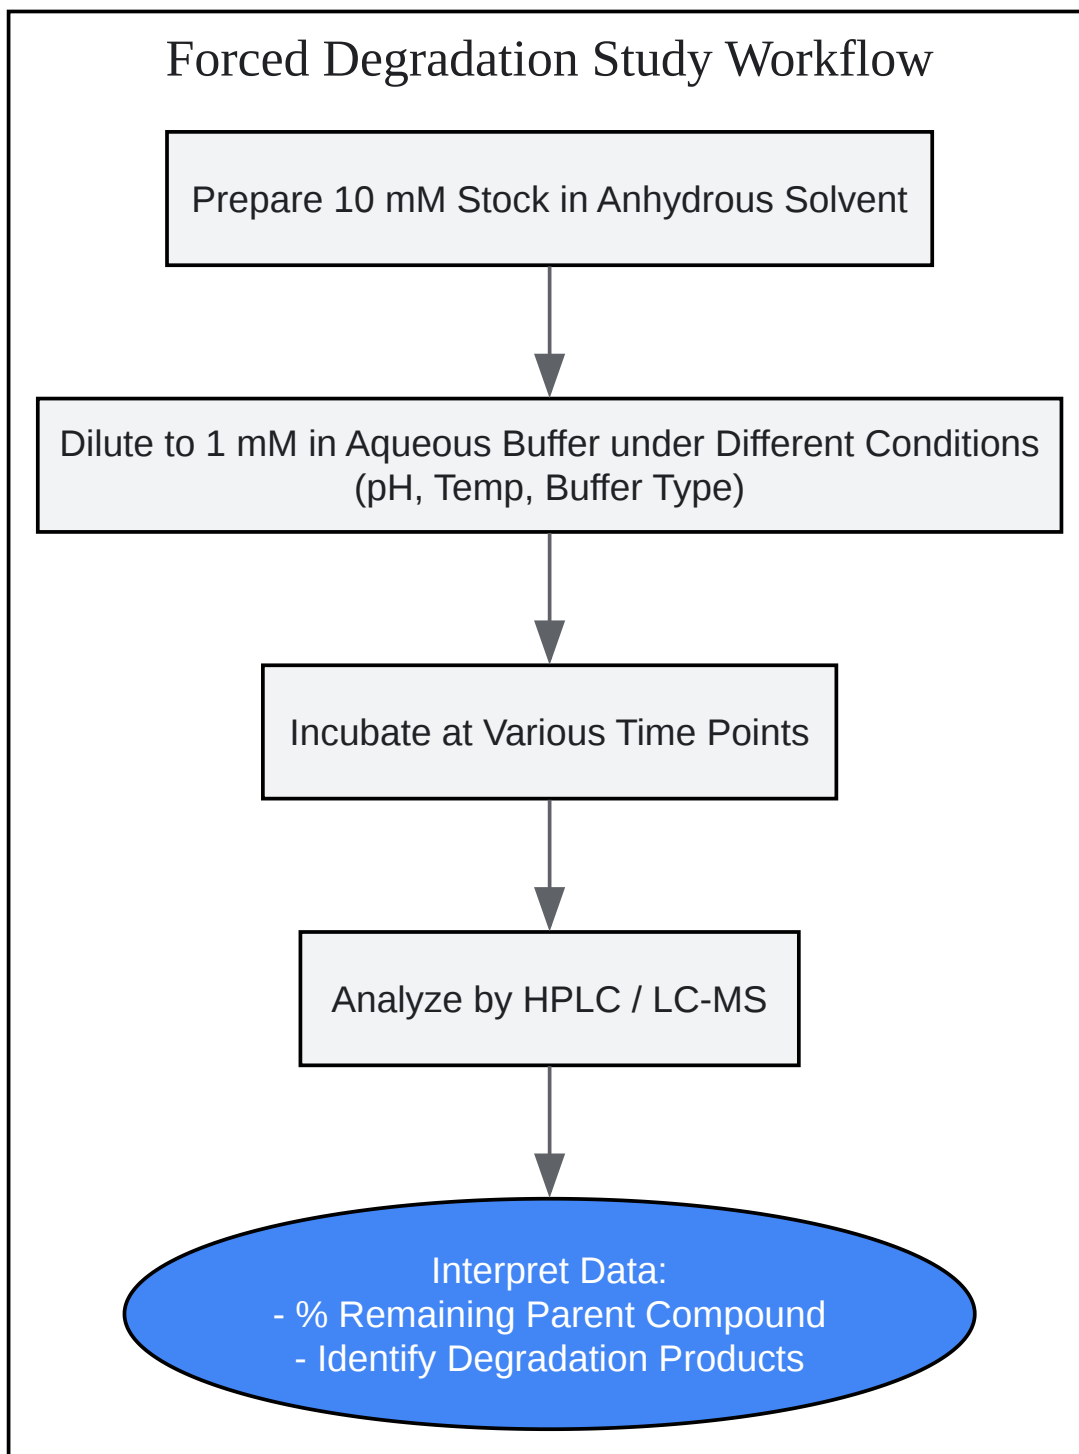 Forced Degradation Study Workflow
Prepare 10 mM Stock in Anhydrous Solvent
Dilute to 1 mM in Aqueous Buffer under Different Conditions
(pH, Temp, Buffer Type)
Incubate at Various Time Points
Analyze by HPLC / LC-MS
Interpret Data:
- % Remaining Parent Compound
- Identify Degradation Products